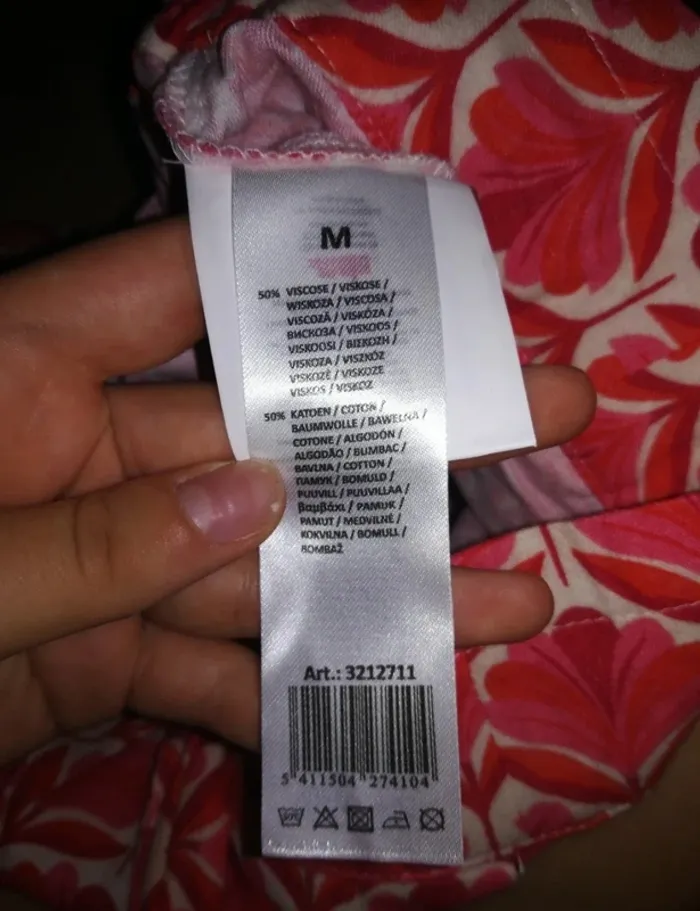 M
50% VISCOSE / VISKOSE /
WISKOZA / VISCOSA /
VISCOZĂ / VISKÓZA /
ВИСКОЗА / VISKOOS /
VISKOOSI / ΒΙΣΚΟΖΗ /
VISKOZA / VISZKÓZ
VISKOZĖ / VISKOZE
VISKOS / VISKOZ
50% KATOEN / COTON /
BAUMWOLLE / BAWEŁNA /
COTONE / ALGODÓN /
ALGODÃO / BUMBAC /
BAVLNA / COTTON /
ПАМУК / BOMULD /
PUUVILL / PUUVILLAA /
βαμβάκι / PAMUK /
PAMUT / MEDVILNĖ /
KOKVILNA / BOMULL /
BOMBAŽ
Art.: 3212711
5 411504 274104